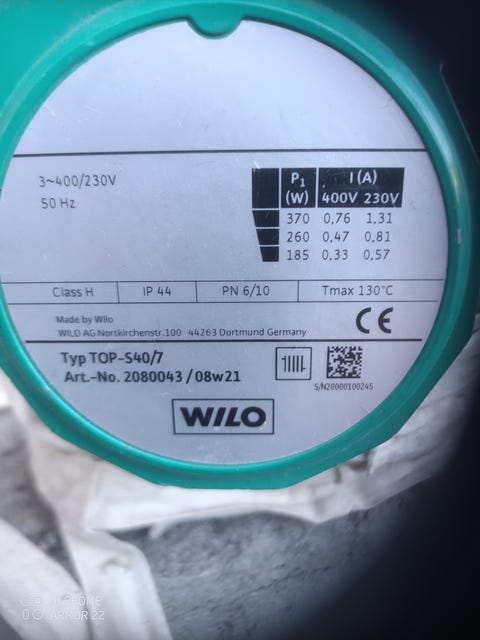 3~400/230V
50 Hz
P1 (W) I (A)
400V 230V
370 0,76 1,31
260 0,47 0,81
185 0,33 0,57
Class H IP 44 PN 6/10 Tmax 130°C
Made by Wilo
WILO AG Nortkirchenstr.100 44263 Dortmund Germany
CE
Typ TOP-S40/7
Art.-No. 2080043/08w21
S/N20000100245
WILO
ARMOR 22